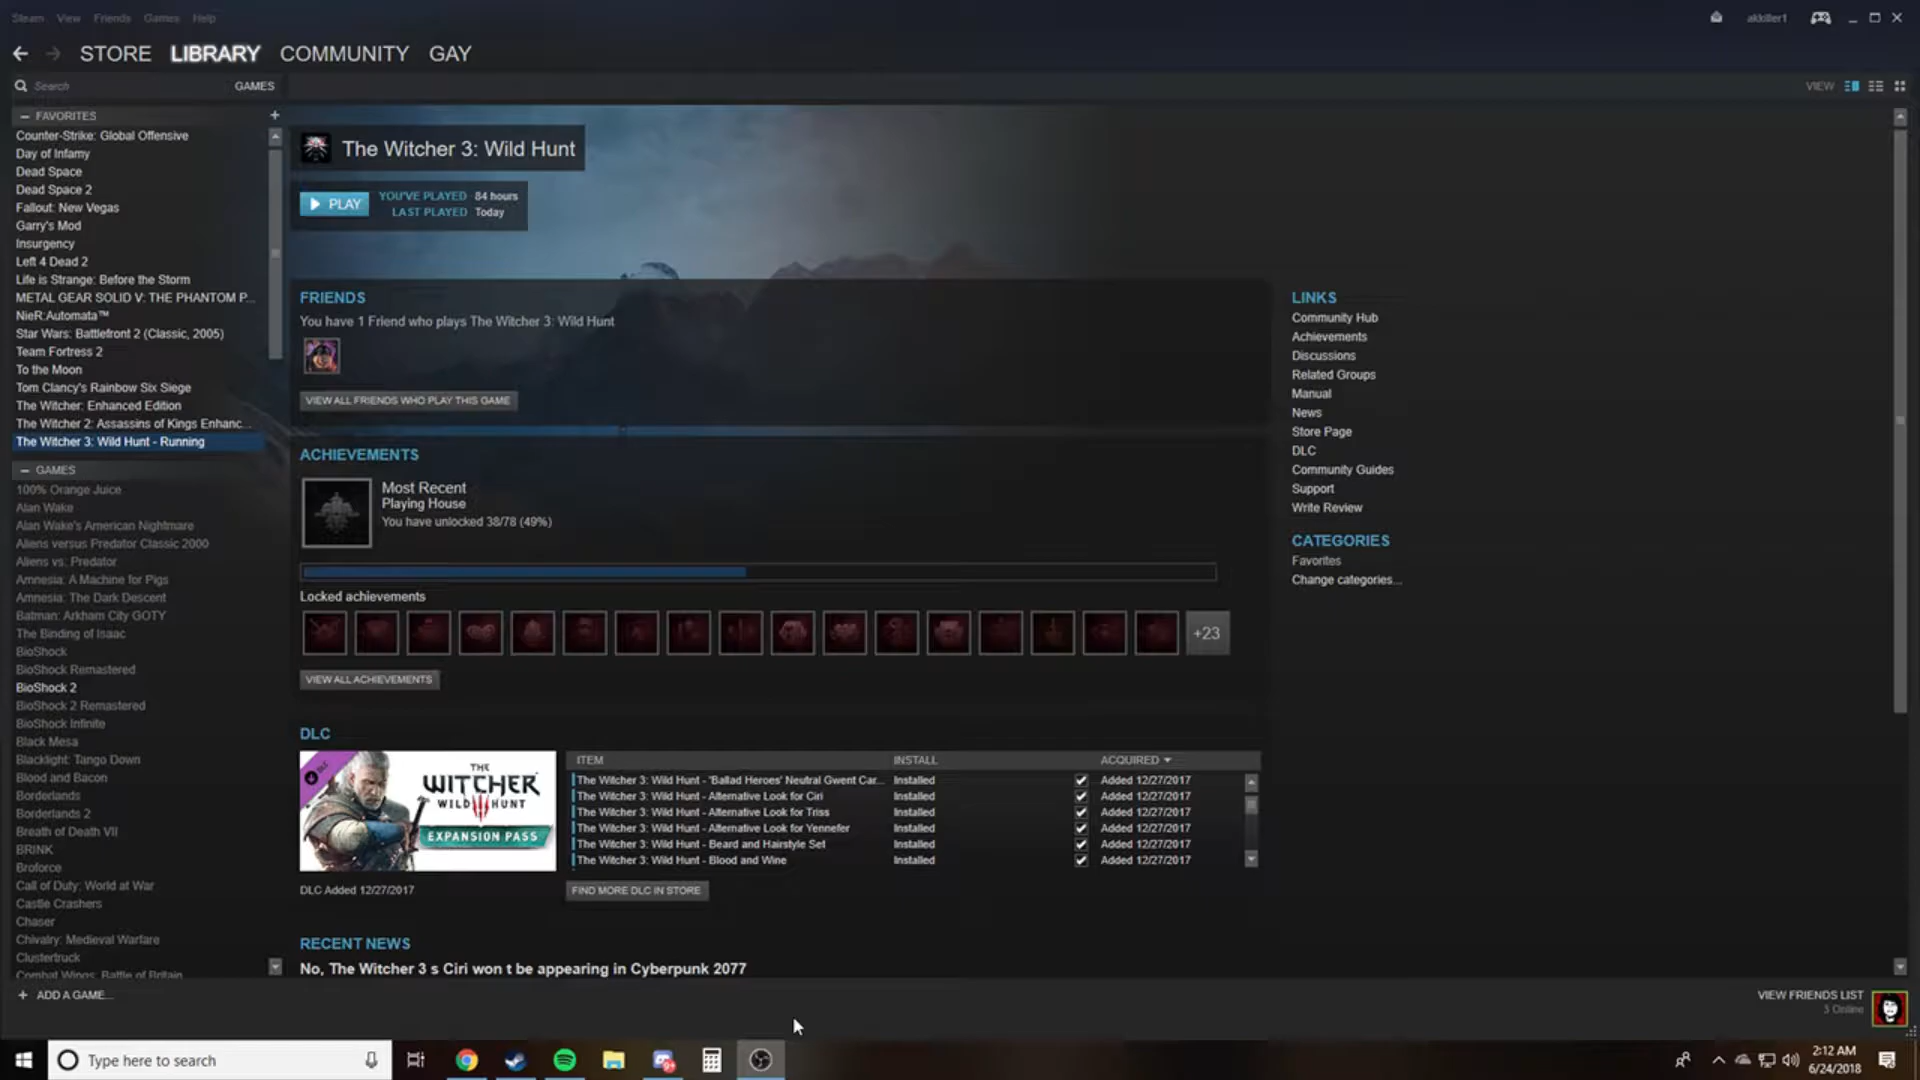 Steam View Friends Games Help
akkiller1
STORE LIBRARY COMMUNITY GAY
Search GAMES
VIEW
FAVORITES
Counter-Strike: Global Offensive
Day of Infamy
Dead Space
Dead Space 2
Fallout: New Vegas
Garry's Mod
Insurgency
Left 4 Dead 2
Life is Strange: Before the Storm
METAL GEAR SOLID V: THE PHANTOM P...
NieR:Automata™
Star Wars: Battlefront 2 (Classic, 2005)
Team Fortress 2
To the Moon
Tom Clancy's Rainbow Six Siege
The Witcher: Enhanced Edition
The Witcher 2: Assassins of Kings Enhanc...
The Witcher 3: Wild Hunt - Running
GAMES
100% Orange Juice
Alan Wake
Alan Wake's American Nightmare
Aliens versus Predator Classic 2000
Aliens vs. Predator
Amnesia: A Machine for Pigs
Amnesia: The Dark Descent
Batman: Arkham City GOTY
The Binding of Isaac
BioShock
BioShock Remastered
BioShock 2
BioShock 2 Remastered
BioShock Infinite
Black Mesa
Blacklight: Tango Down
Blood and Bacon
Borderlands
Borderlands 2
Breath of Death VII
BRINK
Broforce
Call of Duty: World at War
Castle Crashers
Chaser
Chivalry: Medieval Warfare
Clustertruck
Combat Wings: Battle of Britain
+ ADD A GAME...
The Witcher 3: Wild Hunt
PLAY
YOU'VE PLAYED 84 hours
LAST PLAYED Today
FRIENDS
You have 1 Friend who plays The Witcher 3: Wild Hunt
VIEW ALL FRIENDS WHO PLAY THIS GAME
ACHIEVEMENTS
Most Recent
Playing House
You have unlocked 38/78 (49%)
Locked achievements
+23
VIEW ALL ACHIEVEMENTS
DLC
DLC
THE
WITCHER
WILD HUNT
EXPANSION PASS
DLC Added 12/27/2017
ITEM INSTALL ACQUIRED
The Witcher 3: Wild Hunt - 'Ballad Heroes' Neutral Gwent Car... Installed Added 12/27/2017
The Witcher 3: Wild Hunt - Alternative Look for Ciri Installed Added 12/27/2017
The Witcher 3: Wild Hunt - Alternative Look for Triss Installed Added 12/27/2017
The Witcher 3: Wild Hunt - Alternative Look for Yennefer Installed Added 12/27/2017
The Witcher 3: Wild Hunt - Beard and Hairstyle Set Installed Added 12/27/2017
The Witcher 3: Wild Hunt - Blood and Wine Installed Added 12/27/2017
FIND MORE DLC IN STORE
RECENT NEWS
No, The Witcher 3 s Ciri won t be appearing in Cyberpunk 2077
LINKS
Community Hub
Achievements
Discussions
Related Groups
Manual
News
Store Page
DLC
Community Guides
Support
Write Review
CATEGORIES
Favorites
Change categories...
VIEW FRIENDS LIST
3 Online
Type here to search
2:12 AM
6/24/2018